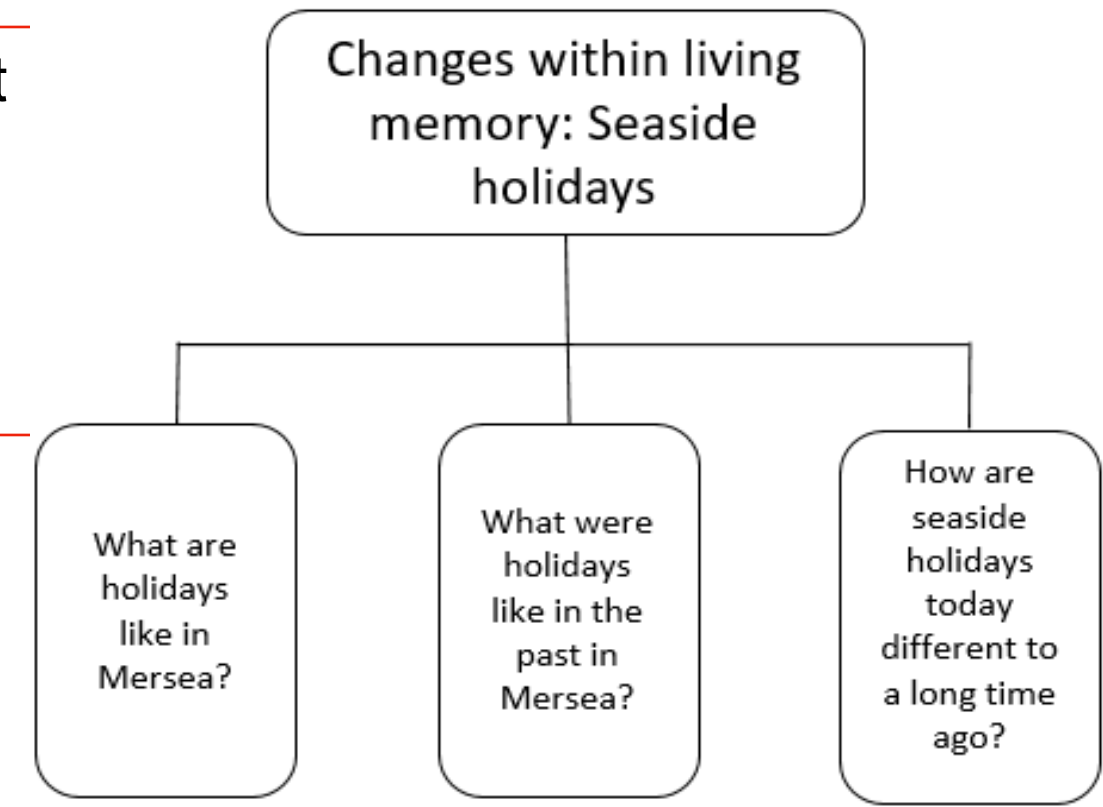 t
Changes within living
memory: Seaside
holidays
What are
holidays
like in
Mersea?
What were
holidays
like in the
past in
Mersea?
How are
seaside
holidays
today
different to
a long time
ago?